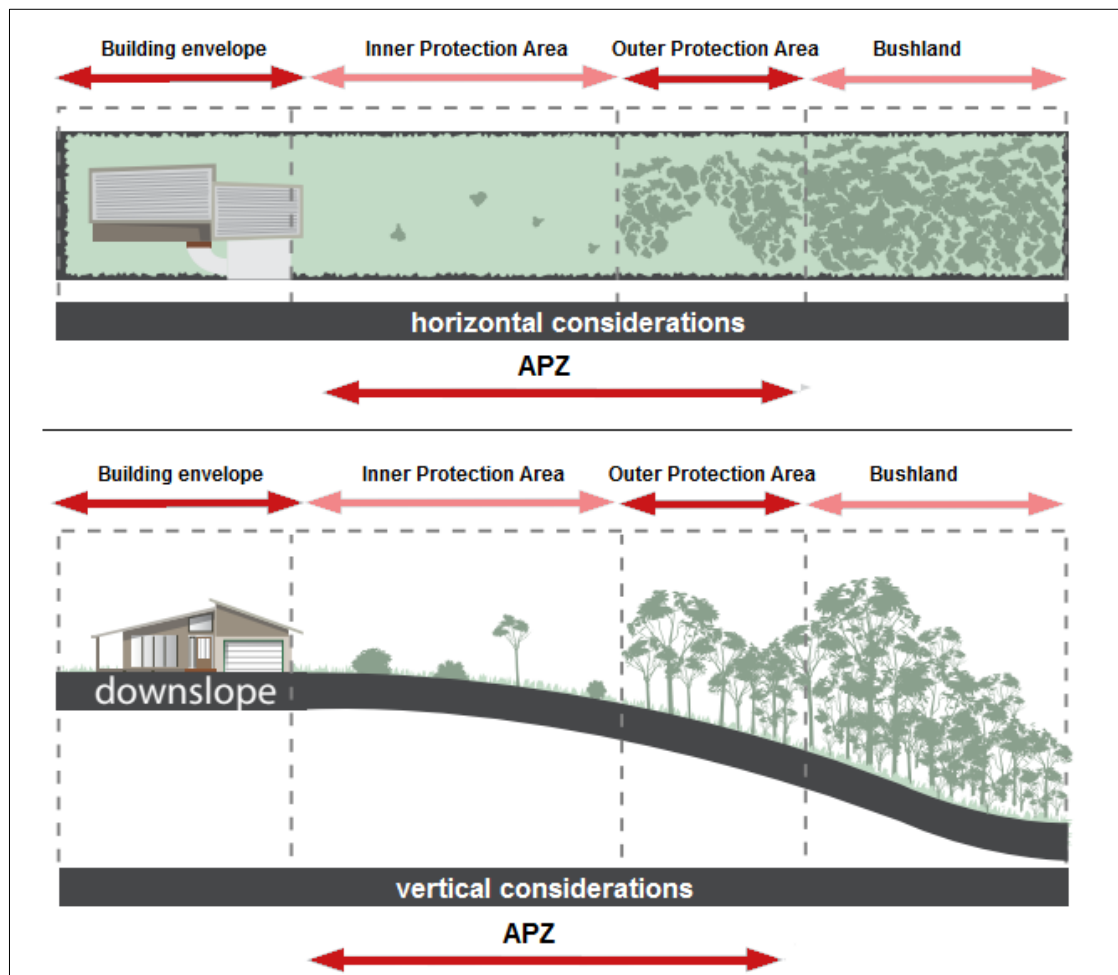 Building envelope Inner Protection Area Outer Protection Area Bushland
horizontal considerations
APZ
Building envelope Inner Protection Area Outer Protection Area Bushland
downslope
vertical considerations
APZ